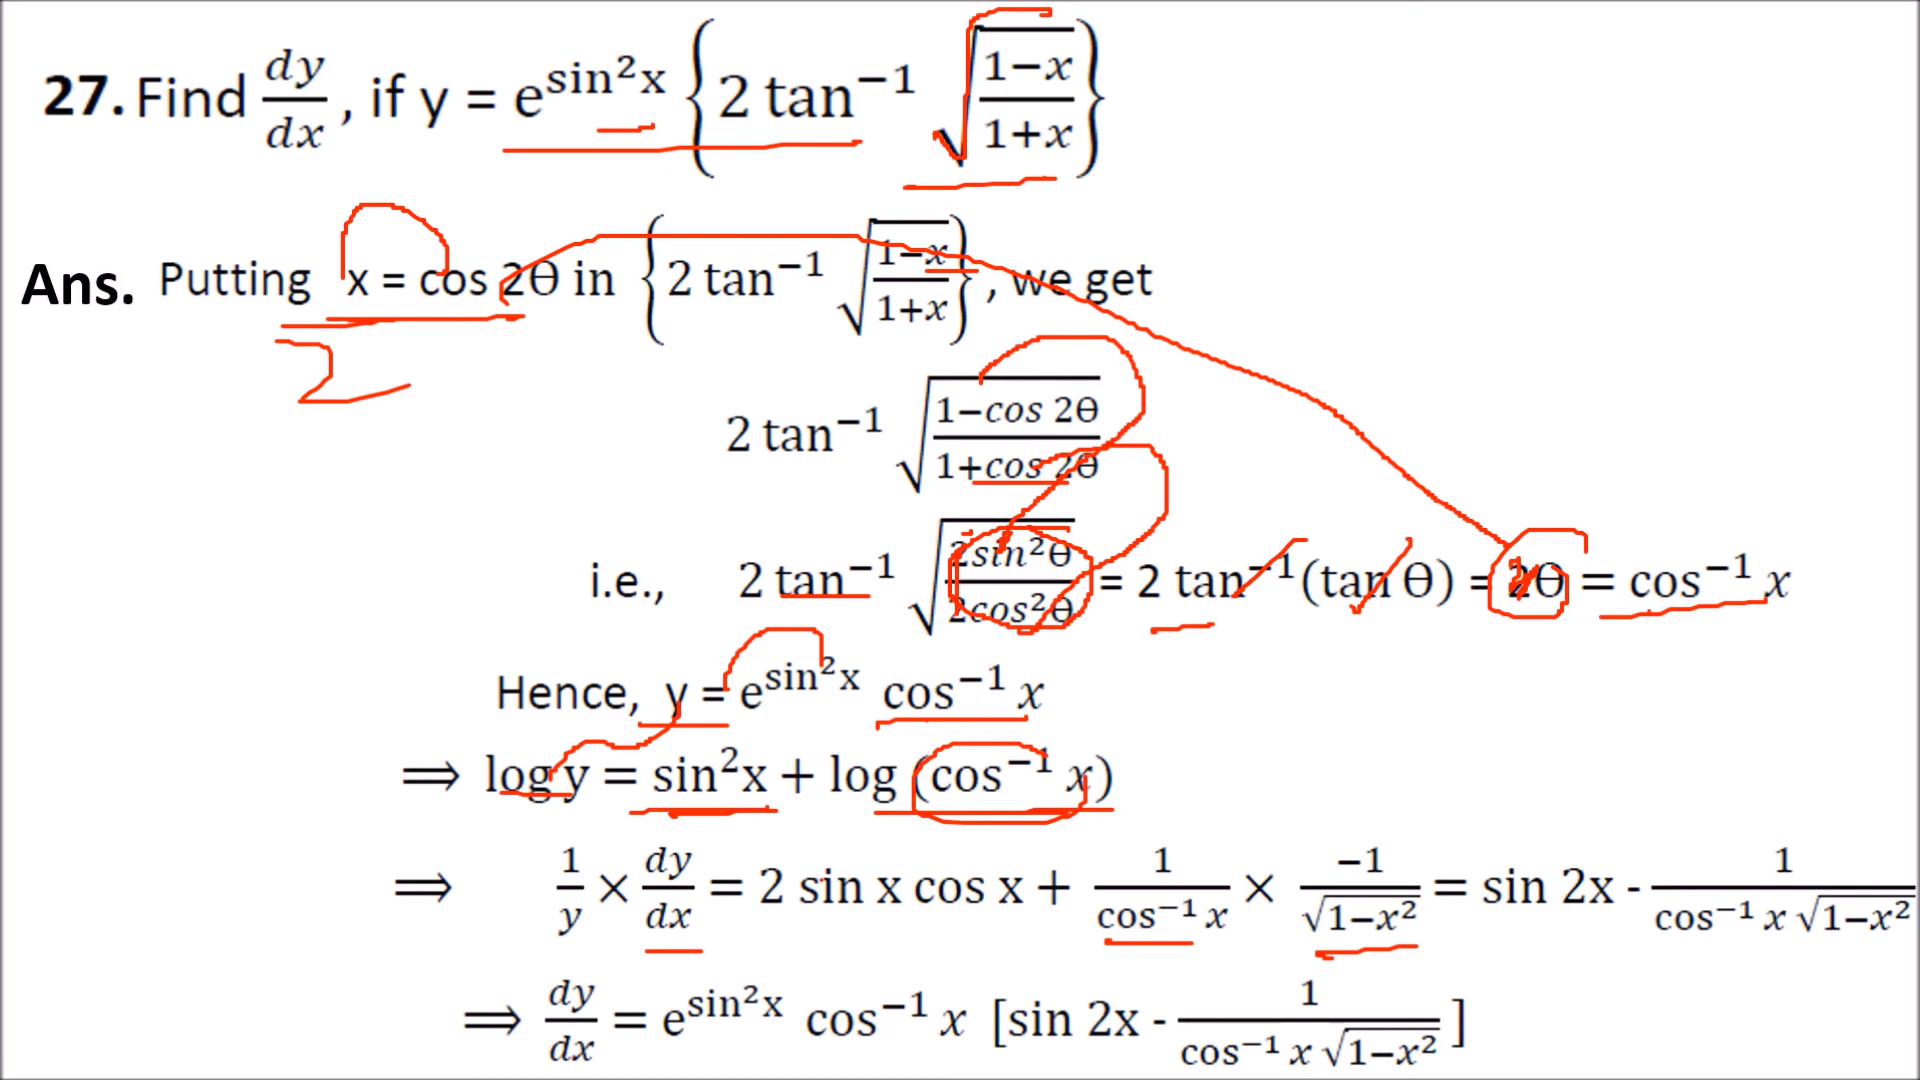 27. Find dy/dx , if y = e^sin²x {2 tan⁻¹ √((1−x)/(1+x))}
Ans. Putting x = cos 2θ in {2 tan⁻¹ √((1−x)/(1+x))} , we get
2 tan⁻¹ √((1−cos 2θ)/(1+cos 2θ))
i.e., 2 tan⁻¹ √(2sin²θ/2cos²θ) = 2 tan⁻¹(tan θ) = 2θ = cos⁻¹ x
Hence, y = e^sin²x cos⁻¹ x
⇒ log y = sin²x + log (cos⁻¹ x)
⇒ 1/y × dy/dx = 2 sin x cos x + 1/(cos⁻¹ x) × −1/√(1−x²) = sin 2x - 1/(cos⁻¹ x √(1−x²))
⇒ dy/dx = e^sin²x cos⁻¹ x [sin 2x - 1/(cos⁻¹ x √(1−x²)) ]